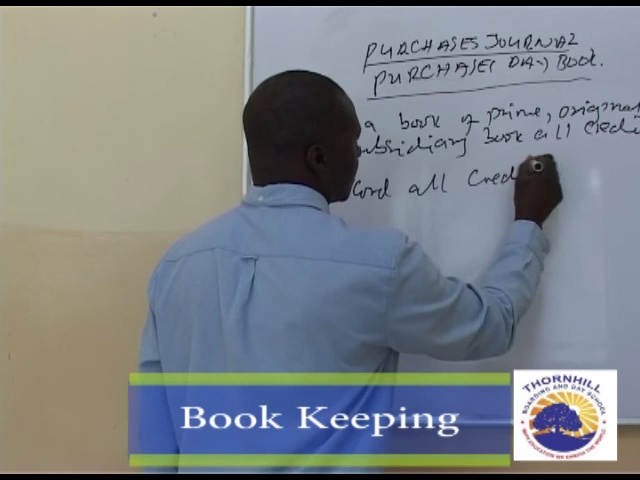 PURCHASES JOURNAL
PURCHASES DAY BOOK.
a book of prime, original
subsidiary book all credi
cord all Cred
Book Keeping
THORNHILL
BOARDING AND DAY SCHOOL